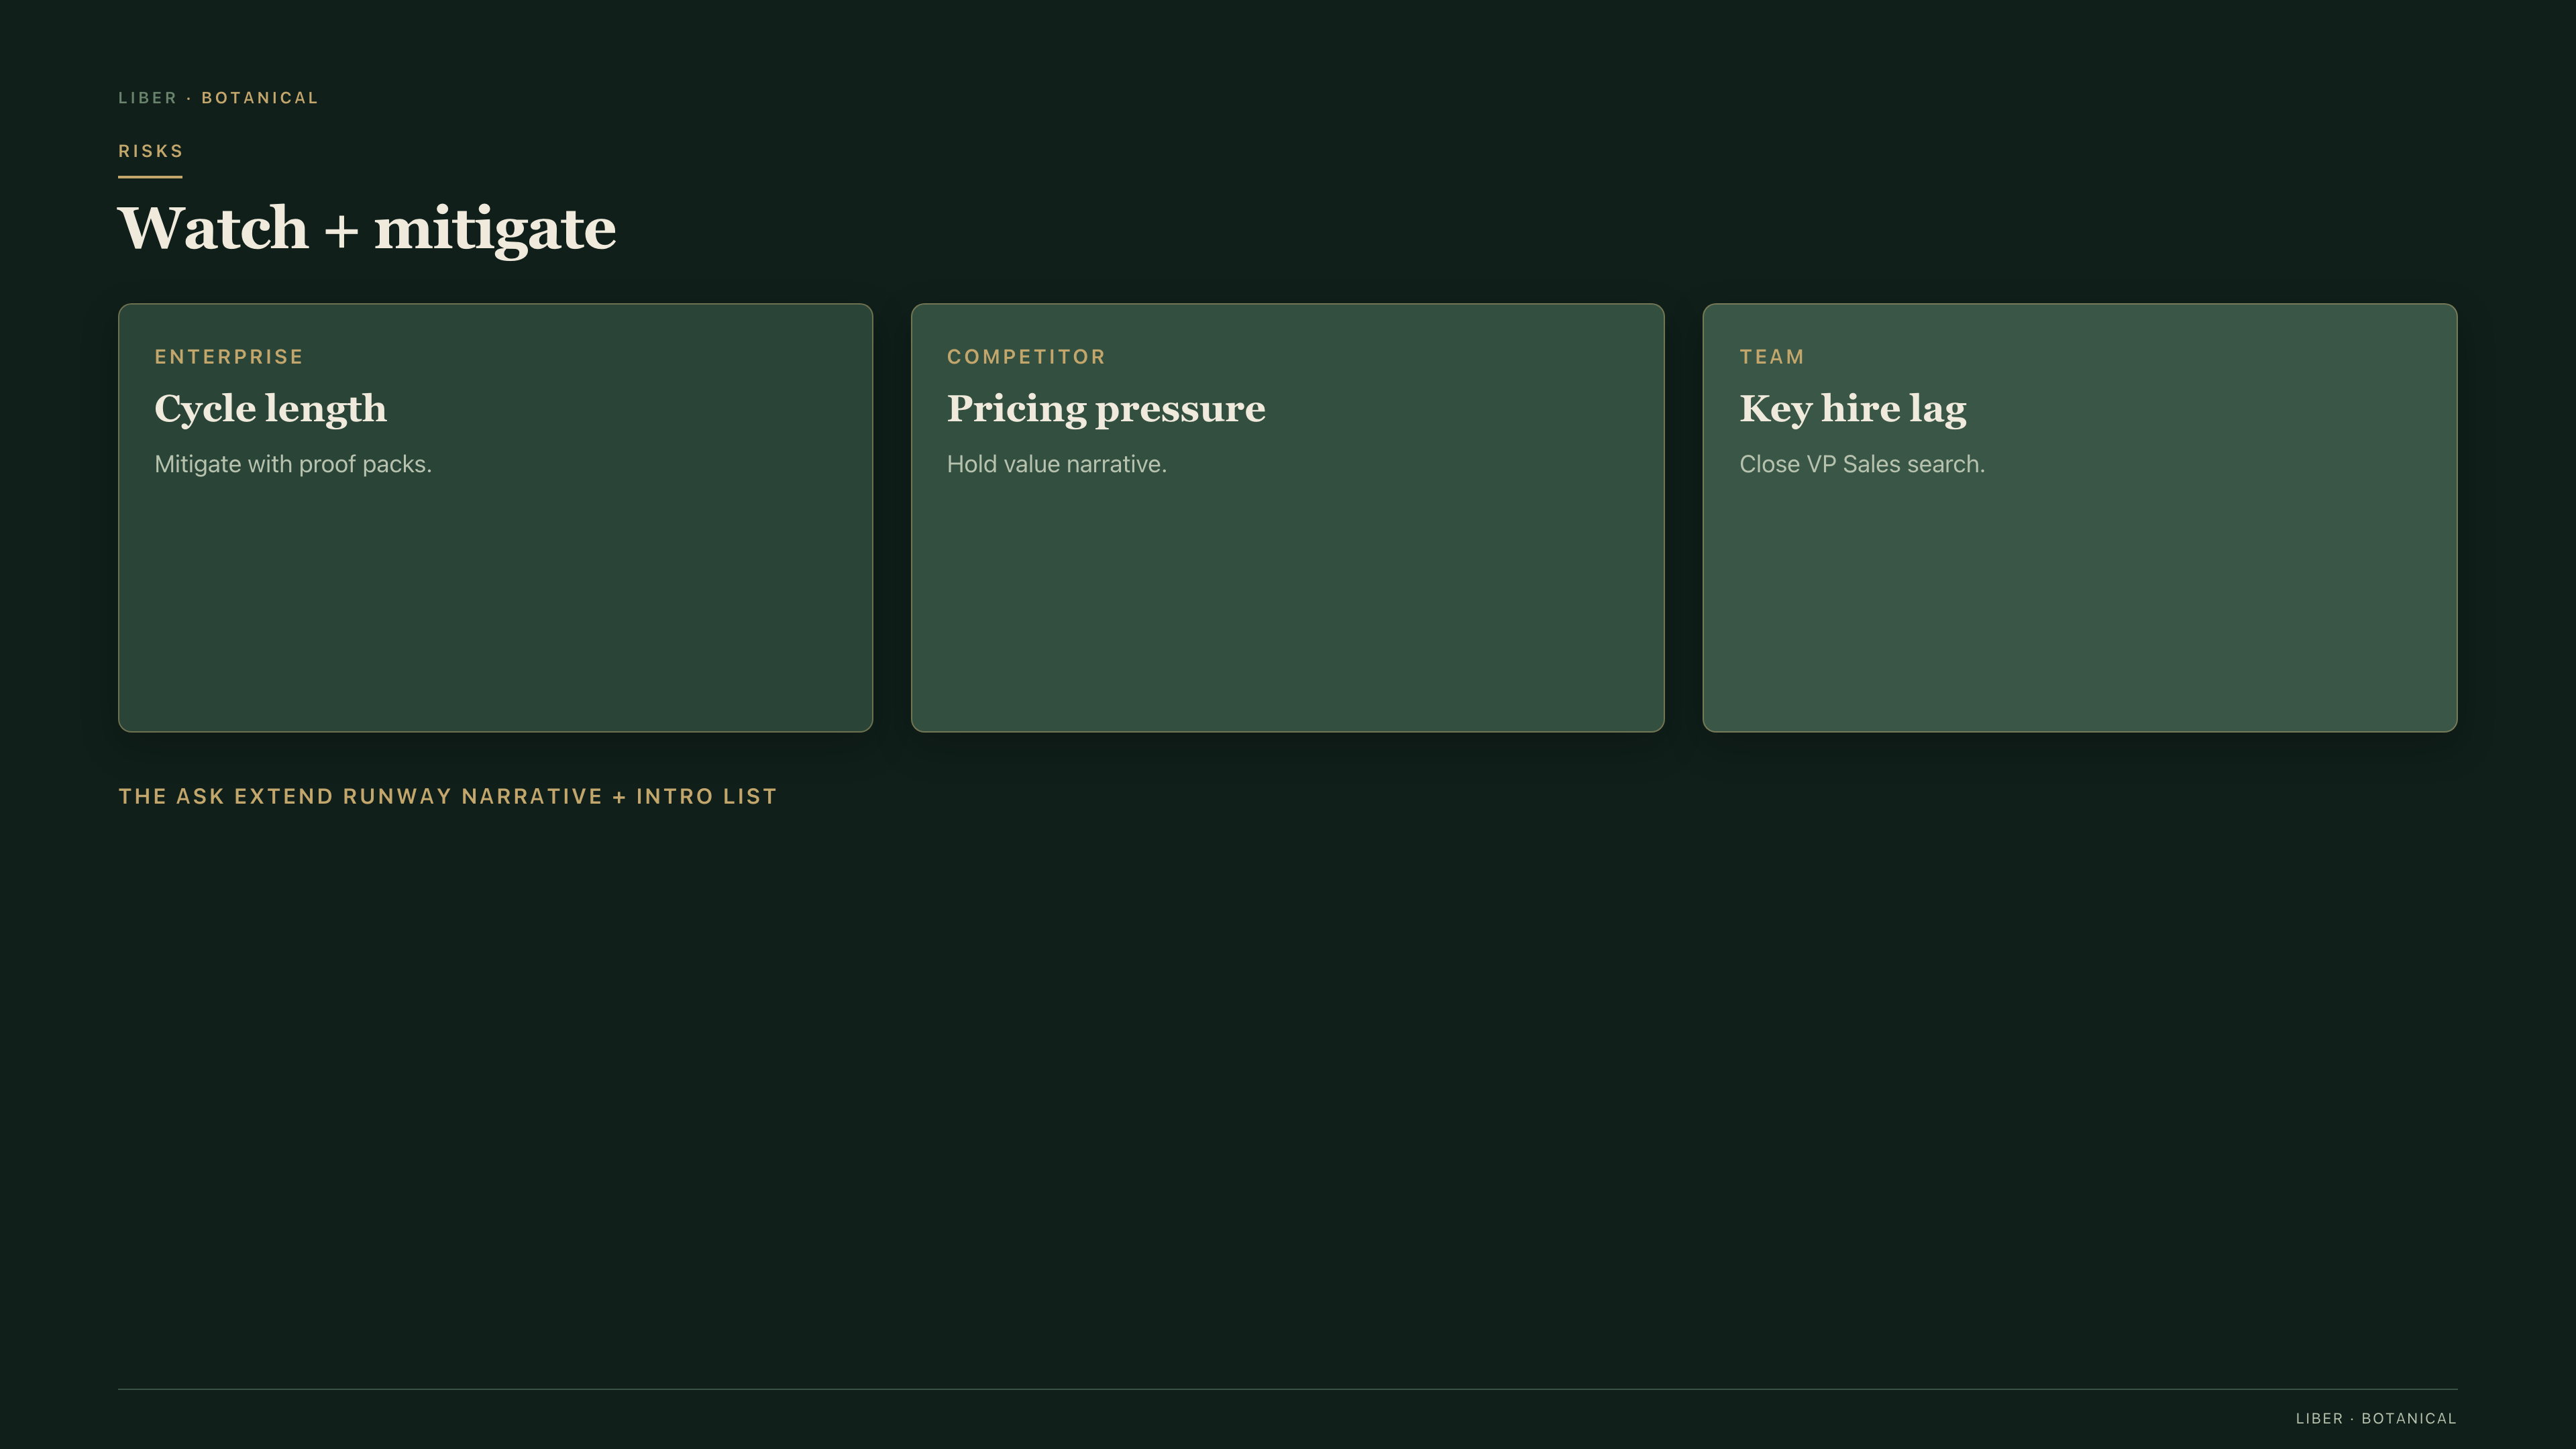 LIBER · BOTANICAL
RISKS
Watch + mitigate
ENTERPRISE
Cycle length
Mitigate with proof packs.
COMPETITOR
Pricing pressure
Hold value narrative.
TEAM
Key hire lag
Close VP Sales search.
THE ASK EXTEND RUNWAY NARRATIVE + INTRO LIST
LIBER · BOTANICAL